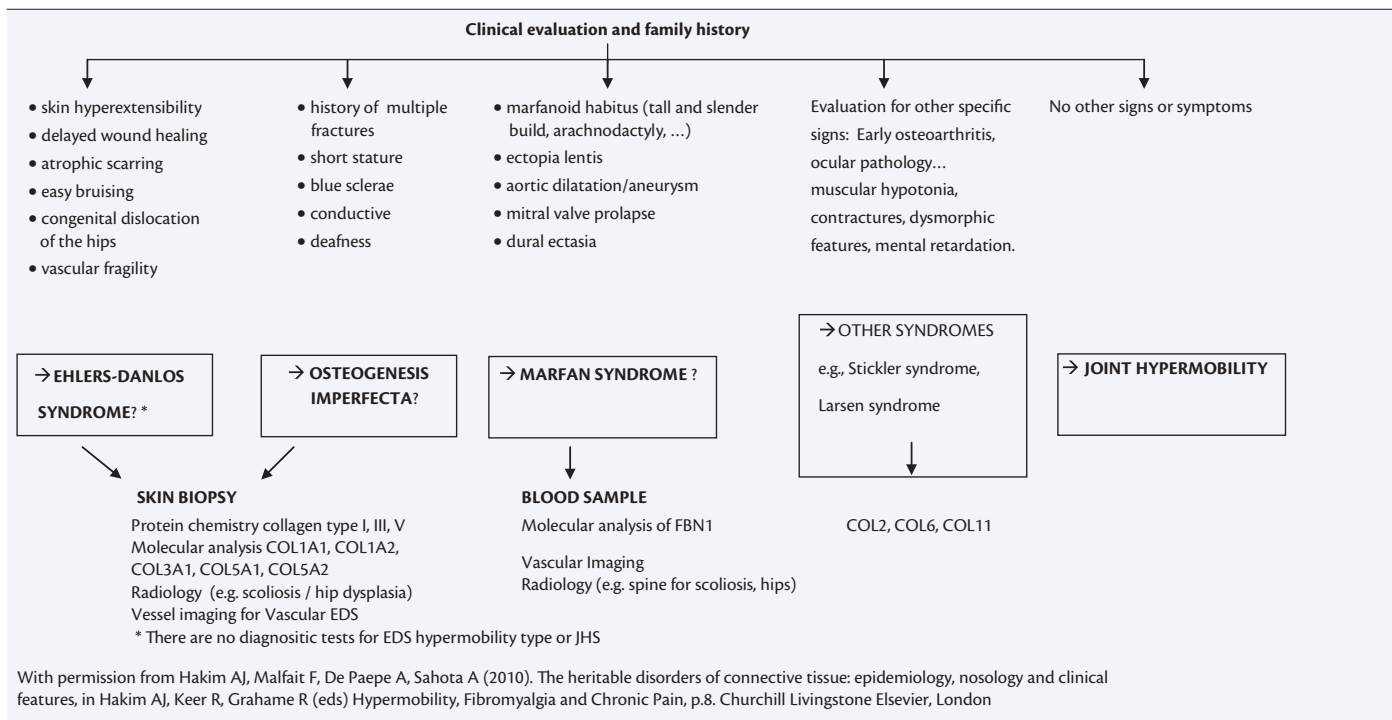 Clinical evaluation and family history
• skin hyperextensibility
• delayed wound healing
• atrophic scarring
• easy bruising
• congenital dislocation
of the hips
• vascular fragility
• history of multiple
fractures
• short stature
• blue sclerae
• conductive
• deafness
• marfanoid habitus (tall and slender
build, arachnodactyly, ...)
• ectopia lentis
• aortic dilatation/aneurysm
• mitral valve prolapse
• dural ectasia
Evaluation for other specific
signs: Early osteoarthritis,
ocular pathology...
muscular hypotonia,
contractures, dysmorphic
features, mental retardation.
No other signs or symptoms
→ EHLERS-DANLOS
SYNDROME? *
→ OSTEOGENESIS
IMPERFECTA?
→ MARFAN SYNDROME ?
→ OTHER SYNDROMES
e.g., Stickler syndrome,
Larsen syndrome
→ JOINT HYPERMOBILITY
SKIN BIOPSY
Protein chemistry collagen type I, III, V
Molecular analysis COL1A1, COL1A2,
COL3A1, COL5A1, COL5A2
Radiology (e.g. scoliosis / hip dysplasia)
Vessel imaging for Vascular EDS
* There are no diagnositic tests for EDS hypermobility type or JHS
BLOOD SAMPLE
Molecular analysis of FBN1
Vascular Imaging
Radiology (e.g. spine for scoliosis, hips)
COL2, COL6, COL11
With permission from Hakim AJ, Malfait F, De Paepe A, Sahota A (2010). The heritable disorders of connective tissue: epidemiology, nosology and clinical
features, in Hakim AJ, Keer R, Grahame R (eds) Hypermobility, Fibromyalgia and Chronic Pain, p.8. Churchill Livingstone Elsevier, London